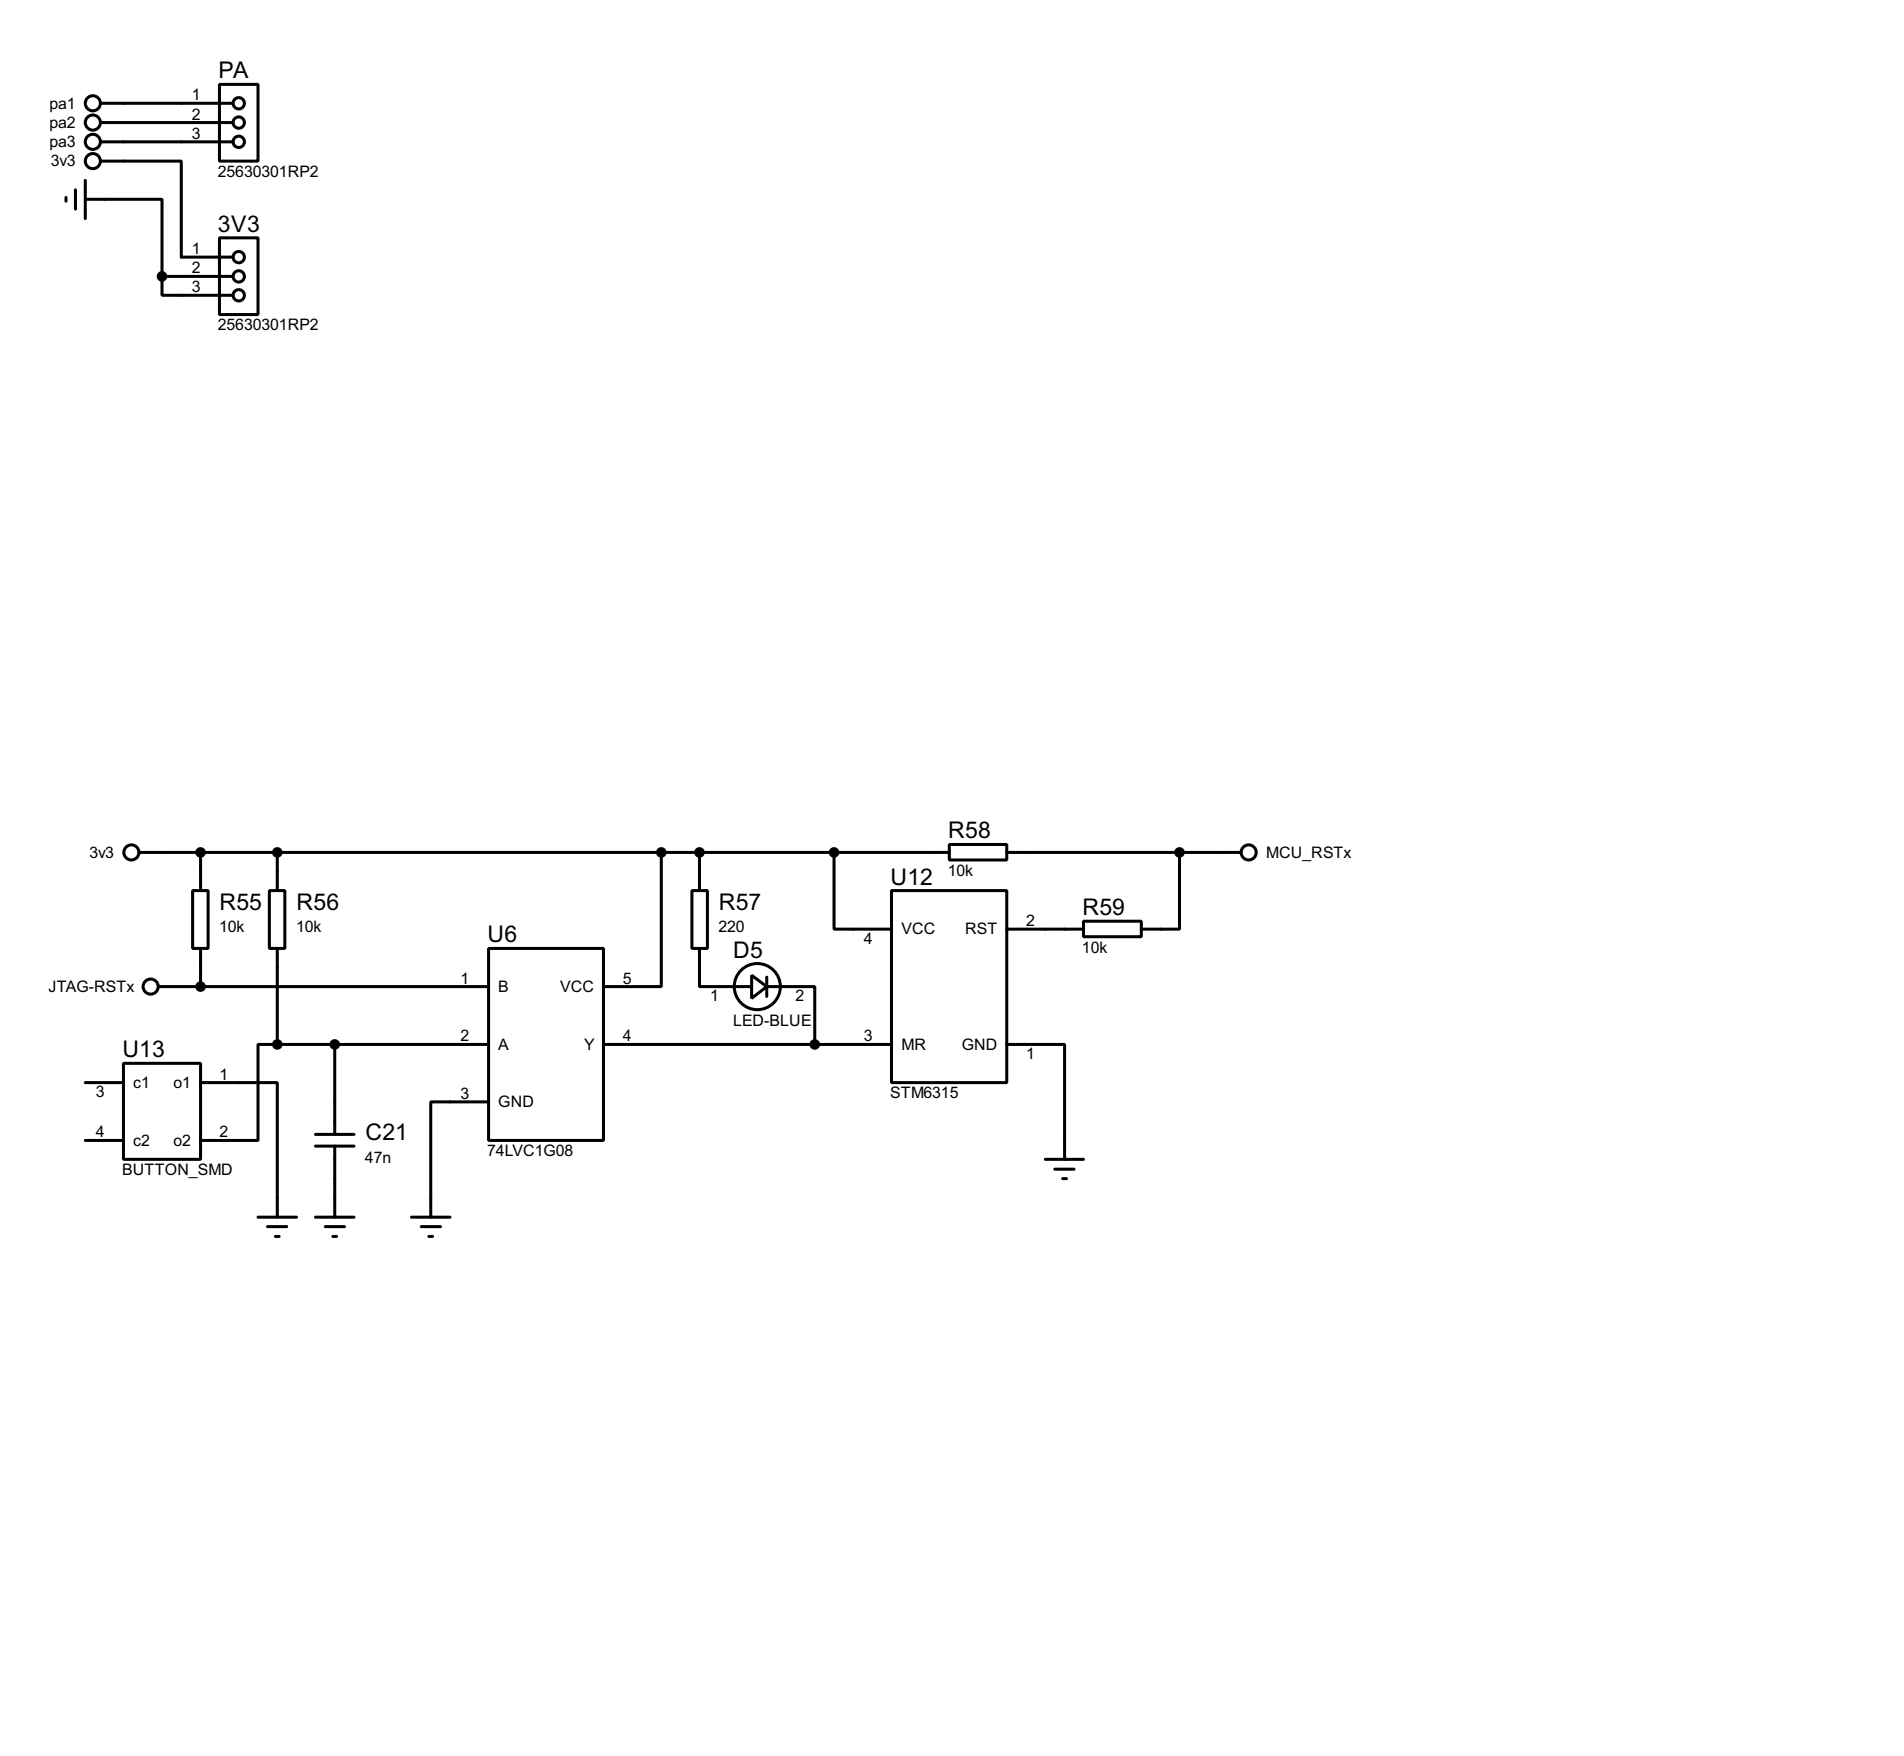 PA
pa1 1
pa2 2
pa3 3
3v3
25630301RP2
3V3
1
2
3
25630301RP2
3v3
R58
10k
MCU_RSTx
R55
10k
R56
10k
R57
220
U12
VCC
4
RST
2
R59
10k
MR
3
GND
1
STM6315
U6
JTAG-RSTx
1
B
VCC
5
2
A
Y
4
3
GND
74LVC1G08
D5
1
2
LED-BLUE
U13
c1
o1
1
3
4
c2
o2
2
BUTTON_SMD
C21
47n